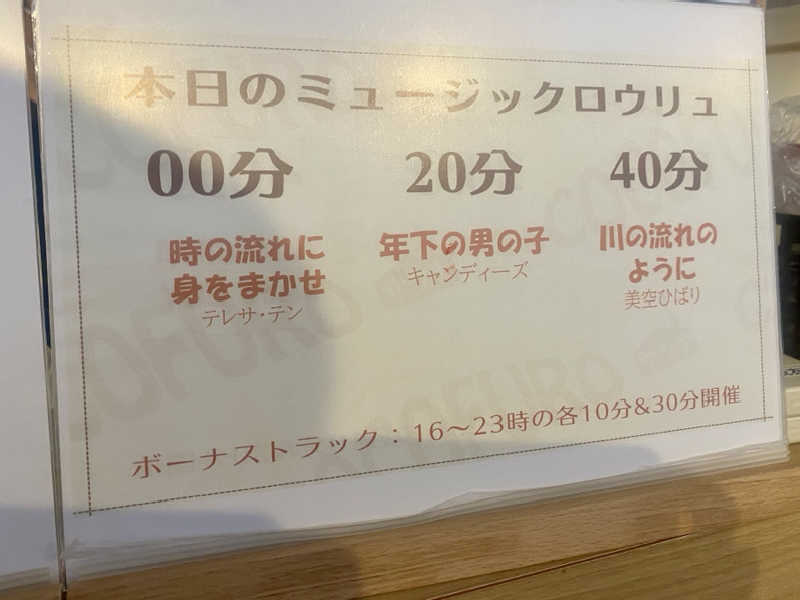 本日のミュージックロウリュ
00分
20分
40分
時の流れに
身をまかせ
テレサ・テン
年下の男の子
キャンディーズ
川の流れの
ように
美空ひばり
ボーナストラック：16～23時の各10分&30分開催